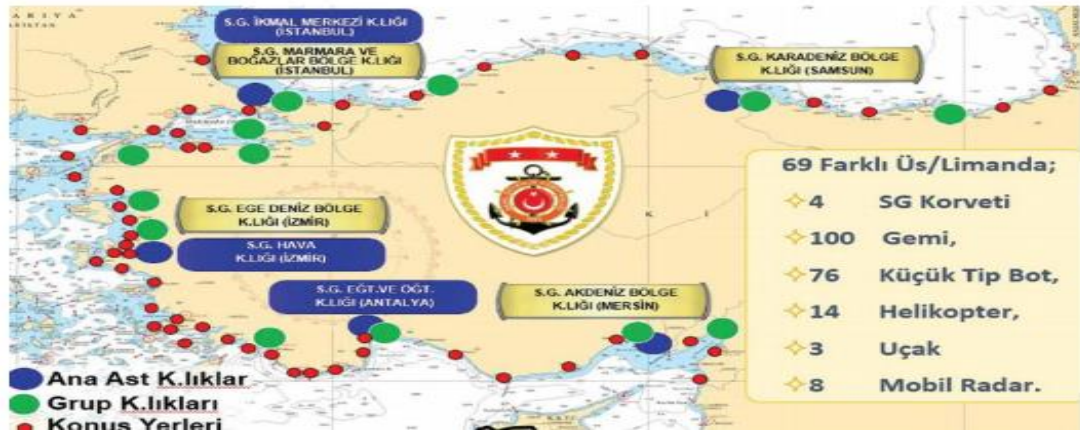 S.G. İKMAL MERKEZİ K.LIĞI
(İSTANBUL)
S.G. MARMARA VE
BOĞAZLAR BÖLGE K.LIĞI
(İSTANBUL)
S.G. KARADENİZ BÖLGE
K.LIĞI (SAMSUN)
69 Farklı Üs/Limanda;
4 SG Korveti
100 Gemi,
76 Küçük Tip Bot,
14 Helikopter,
3 Uçak
8 Mobil Radar.
S.G. EGE DENİZ BÖLGE
K.LIĞI (İZMİR)
S.G. HAVA
K.LIĞI (İZMİR)
S.G. EĞT.VE ÖĞT.
K.LIĞI (ANTALYA)
S.G. AKDENİZ BÖLGE
K.LIĞI (MERSİN)
Ana Ast K.lıklar
Grup K.lıkları
Konuş Yerleri